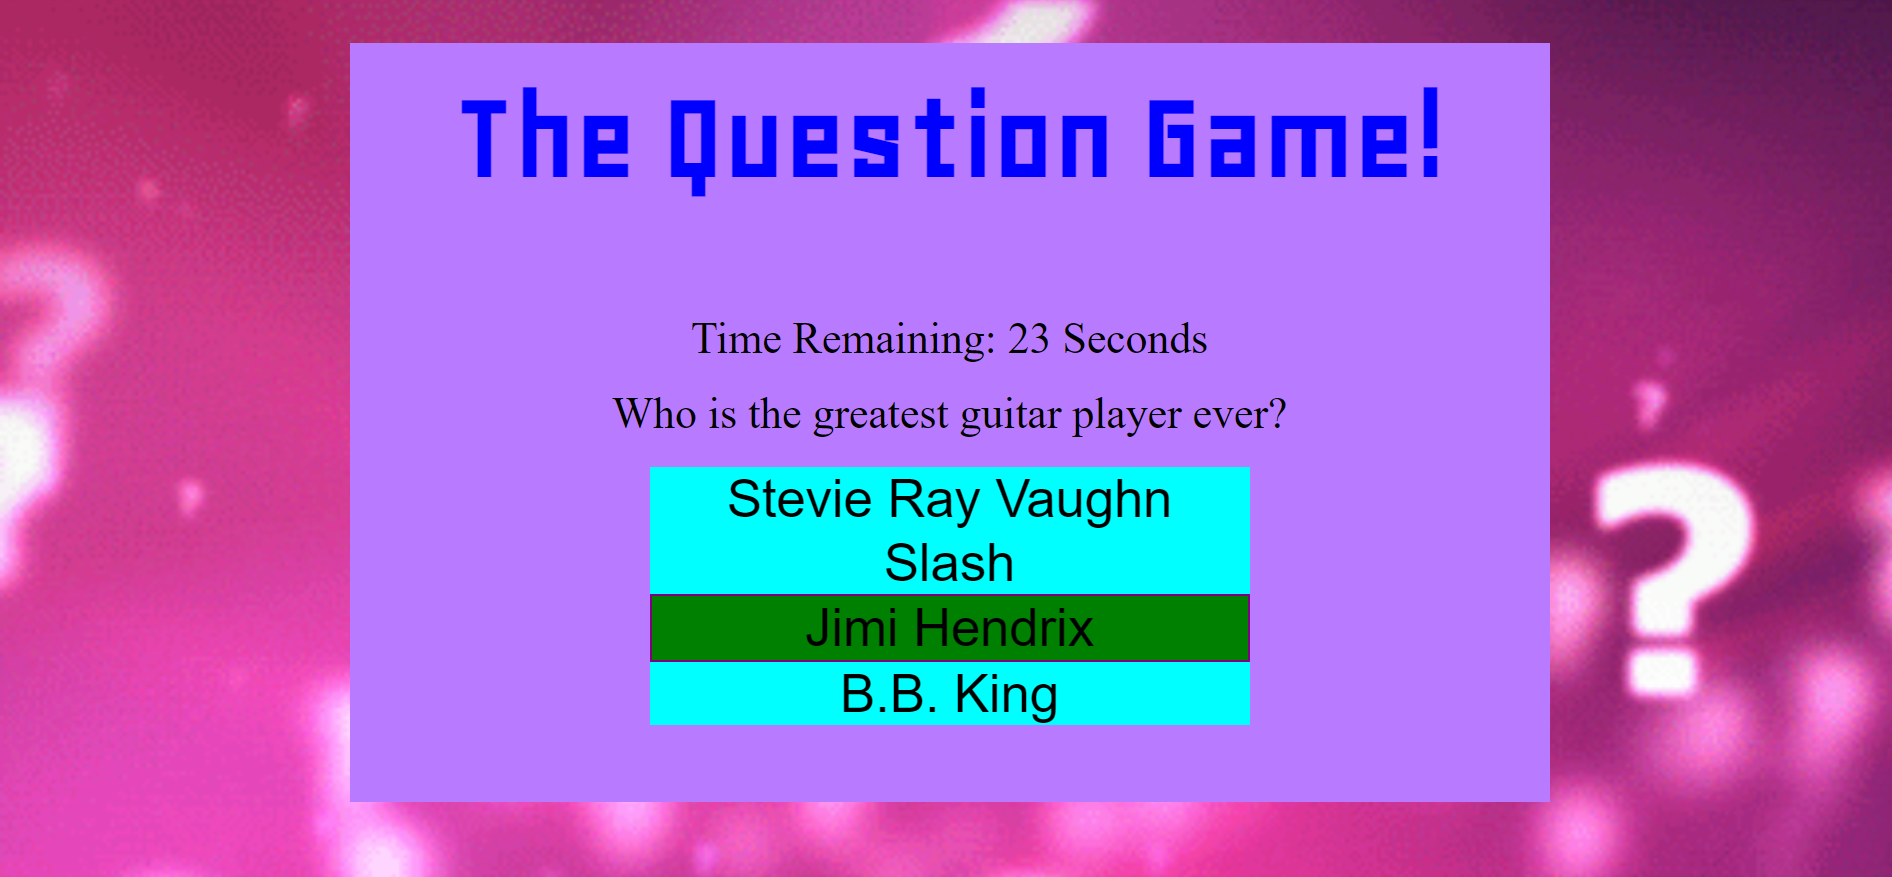 The Question Game!
Time Remaining: 23 Seconds
Who is the greatest guitar player ever?
Stevie Ray Vaughn
Slash
Jimi Hendrix
B.B. King